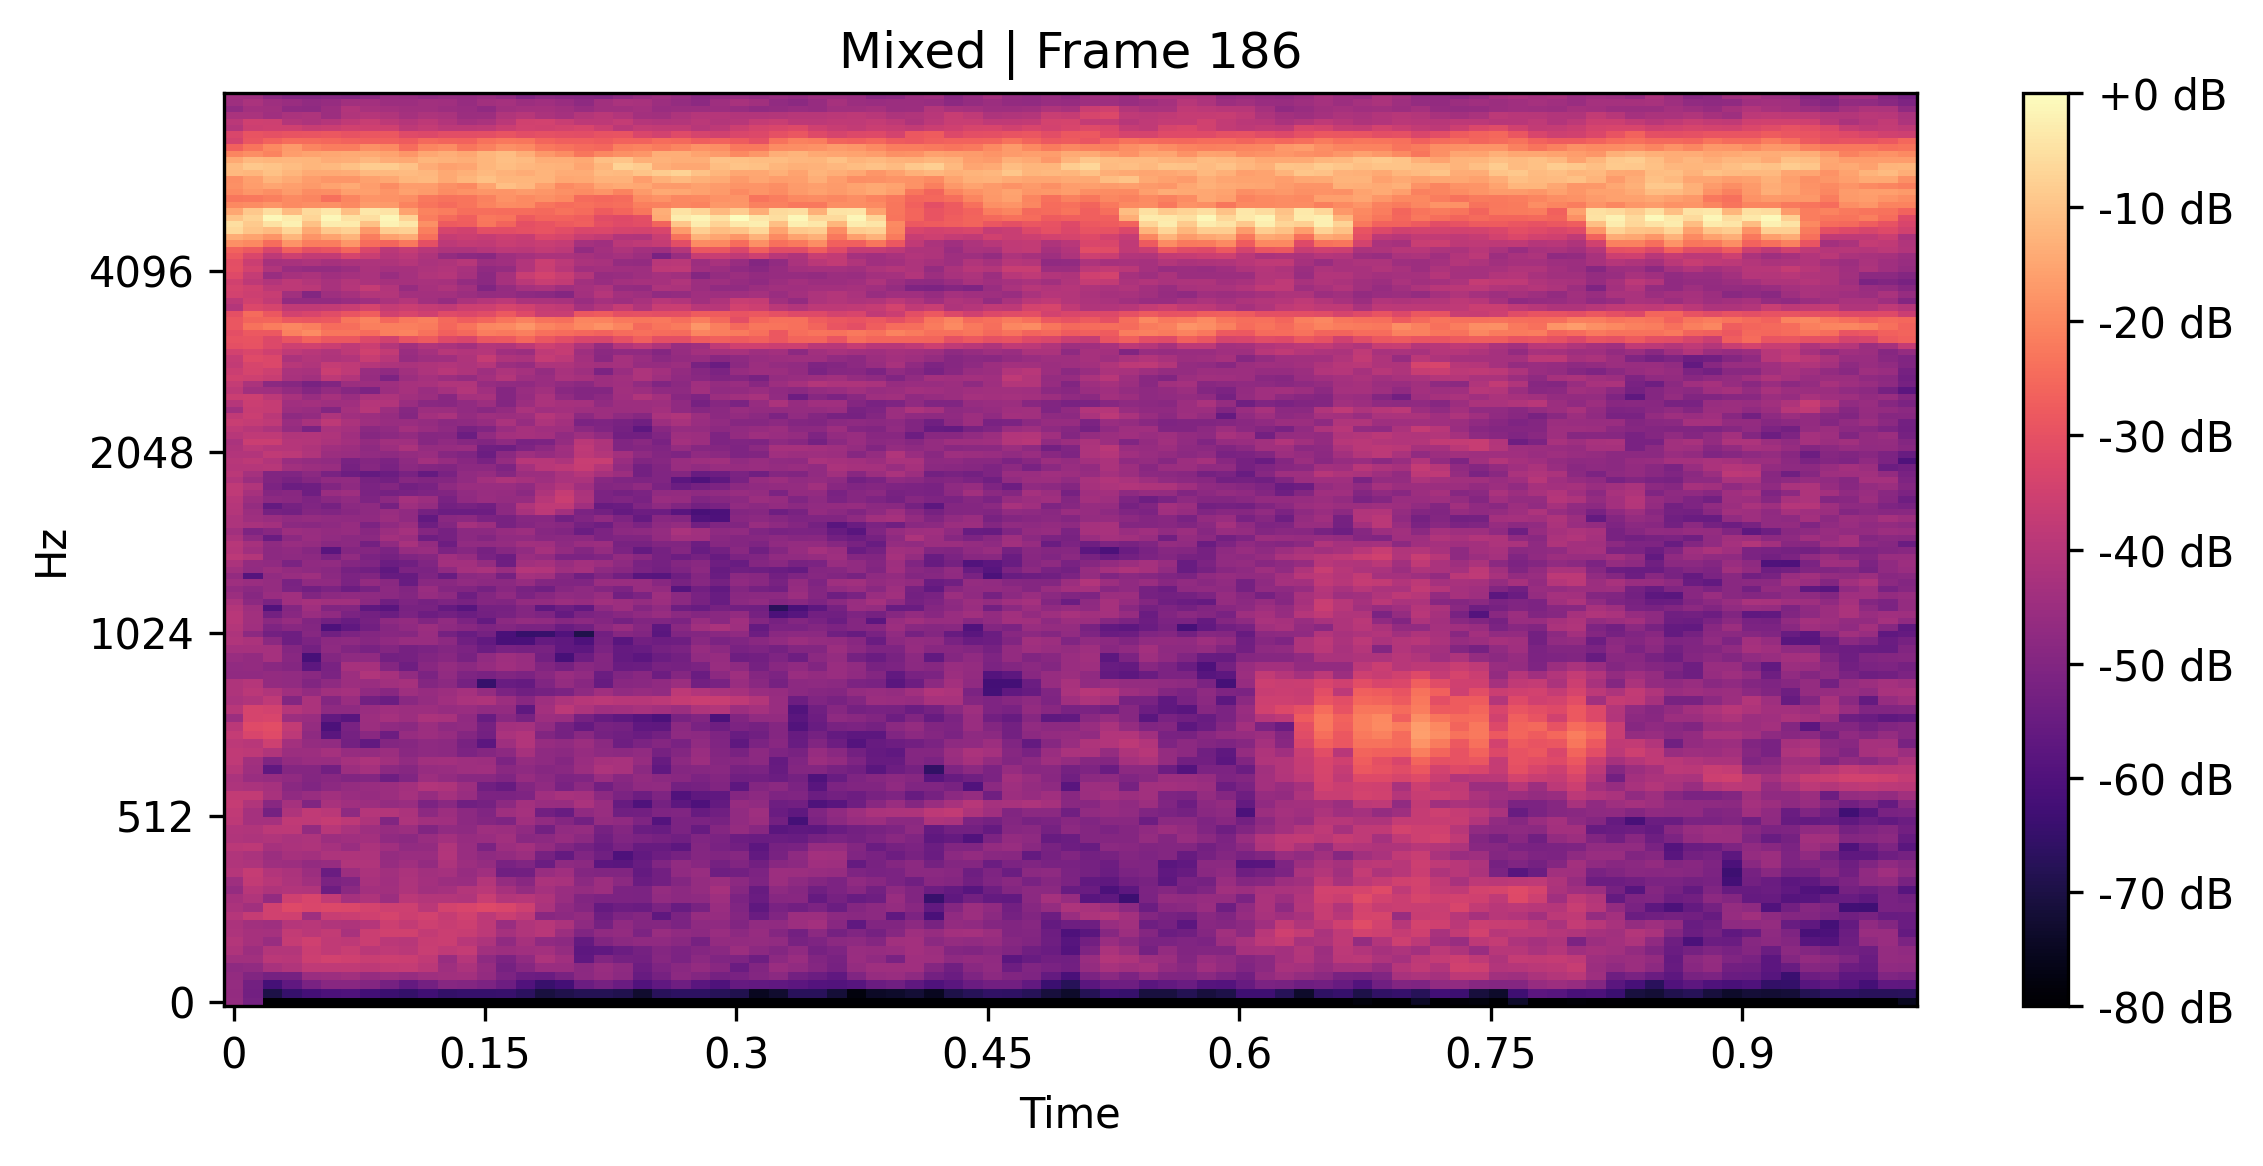 Mixed | Frame 186
Hz
4096
2048
1024
512
0
0 0.15 0.3 0.45 0.6 0.75 0.9
Time
+0 dB
-10 dB
-20 dB
-30 dB
-40 dB
-50 dB
-60 dB
-70 dB
-80 dB